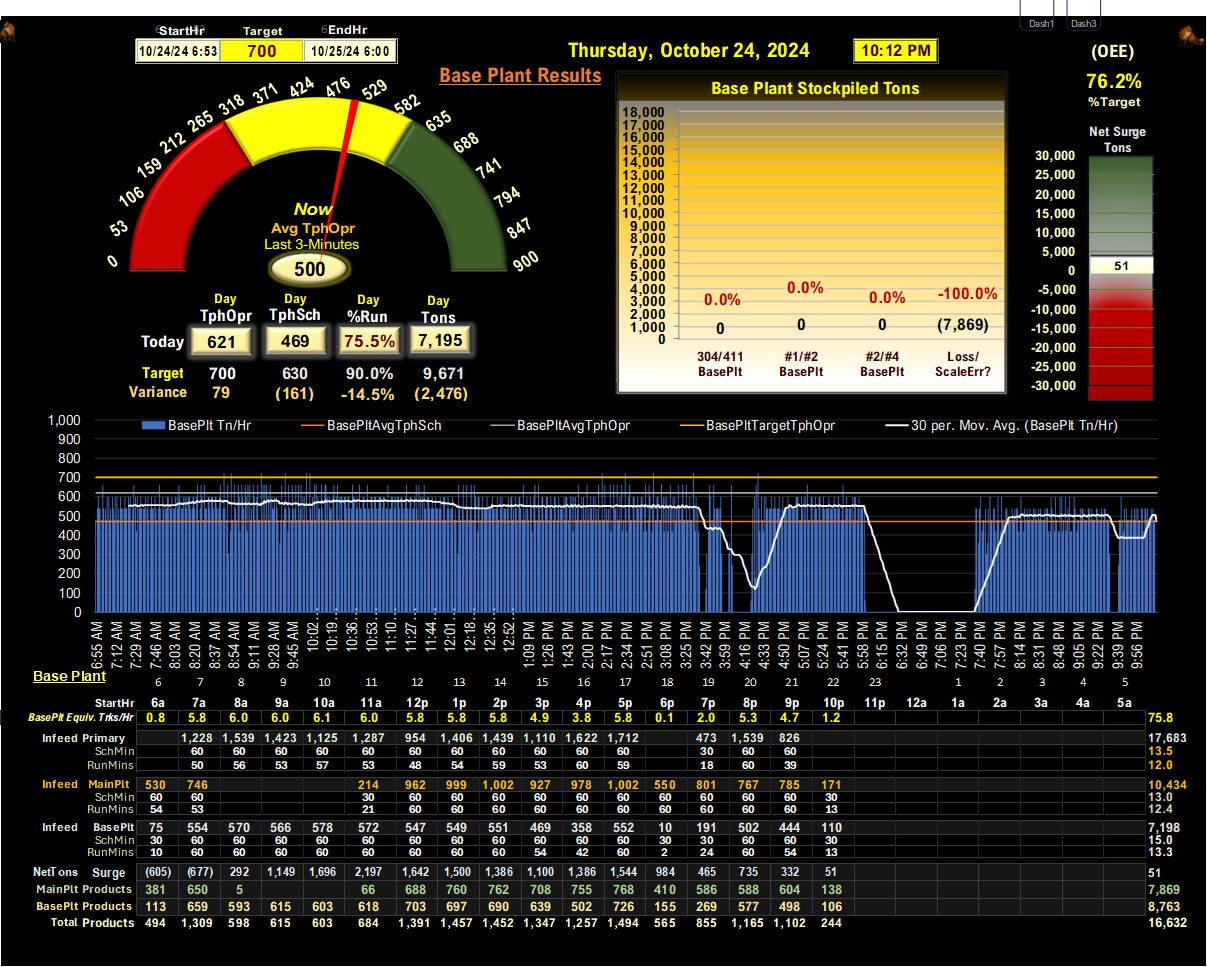 Dash1 Dash3
StartHr Target EndHr
10/24/24 6:53 700 10/25/24 6:00
Thursday, October 24, 2024 10:12 PM
(OEE)
76.2%
%Target
Base Plant Results
Base Plant Stockpiled Tons
Net Surge
Tons
0 53 106 159 212 265 318 371 424 476 529 582 635 688 741 794 847 900
Now
Avg TphOpr
Last 3-Minutes
500
Day Day Day Day
TphOpr TphSch %Run Tons
Today 621 469 75.5% 7,195
Target 700 630 90.0% 9,671
Variance 79 (161) -14.5% (2,476)
18,000
17,000
16,000
15,000
14,000
13,000
12,000
11,000
10,000
9,000
8,000
7,000
6,000
5,000
4,000
3,000
2,000
1,000
0
0.0% 0.0% 0.0% -100.0%
0 0 0 (7,869)
304/411 #1/#2 #2/#4 Loss/
BasePlt BasePlt BasePlt ScaleErr?
30,000
25,000
20,000
15,000
10,000
5,000
0 51
-5,000
-10,000
-15,000
-20,000
-25,000
-30,000
BasePlt Tn/Hr BasePltAvgTphSch BasePltAvgTphOpr BasePltTargetTphOpr 30 per. Mov. Avg. (BasePlt Tn/Hr)
1,000
900
800
700
600
500
400
300
200
100
0
6:55 AM 7:12 AM 7:29 AM 7:46 AM 8:03 AM 8:20 AM 8:37 AM 8:54 AM 9:11 AM 9:28 AM 9:45 AM 10:02... 10:19... 10:36... 10:53... 11:10... 11:27... 11:44... 12:01... 12:18... 12:35... 12:52... 1:09 PM 1:26 PM 1:43 PM 2:00 PM 2:17 PM 2:34 PM 2:51 PM 3:08 PM 3:25 PM 3:42 PM 3:59 PM 4:16 PM 4:33 PM 4:50 PM 5:07 PM 5:24 PM 5:41 PM 5:58 PM 6:15 PM 6:32 PM 6:49 PM 7:06 PM 7:23 PM 7:40 PM 7:57 PM 8:14 PM 8:31 PM 8:48 PM 9:05 PM 9:22 PM 9:39 PM 9:56 PM
Base Plant
6 7 8 9 10 11 12 13 14 15 16 17 18 19 20 21 22 23 1 2 3 4 5
StartHr 6a 7a 8a 9a 10a 11a 12p 1p 2p 3p 4p 5p 6p 7p 8p 9p 10p 11p 12a 1a 2a 3a 4a 5a
BasePlt Equiv. Trks/Hr 0.8 5.8 6.0 6.0 6.1 6.0 5.8 5.8 5.8 4.9 3.8 5.8 0.1 2.0 5.3 4.7 1.2 75.8
Infeed Primary 1,228 1,539 1,423 1,125 1,287 954 1,406 1,439 1,110 1,622 1,712 473 1,539 826 17,683
SchMin 60 60 60 60 60 60 60 60 60 60 60 30 60 60 13.5
RunMins 50 56 53 57 53 48 54 59 53 60 59 18 60 39 12.0
Infeed MainPlt 530 746 214 962 999 1,002 927 978 1,002 550 801 767 785 171 10,434
SchMin 60 60 30 60 60 60 60 60 60 60 60 60 60 30 13.0
RunMins 54 53 21 60 60 60 60 60 60 60 60 60 60 13 12.4
Infeed BasePlt 75 554 570 566 578 572 547 549 551 469 358 552 10 191 502 444 110 7,198
SchMin 30 60 60 60 60 60 60 60 60 60 60 60 30 30 60 60 30 15.0
RunMins 10 60 60 60 60 60 60 60 60 54 42 60 2 24 60 54 13 13.3
NetTons Surge (605) (677) 292 1,149 1,696 2,197 1,642 1,500 1,386 1,100 1,386 1,544 984 465 735 332 51 51
MainPlt Products 381 650 5 66 688 760 762 708 755 768 410 586 588 604 138 7,869
BasePlt Products 113 659 593 615 603 618 703 697 690 639 502 726 155 269 577 498 106 8,763
Total Products 494 1,309 598 615 603 684 1,391 1,457 1,452 1,347 1,257 1,494 565 855 1,165 1,102 244 16,632